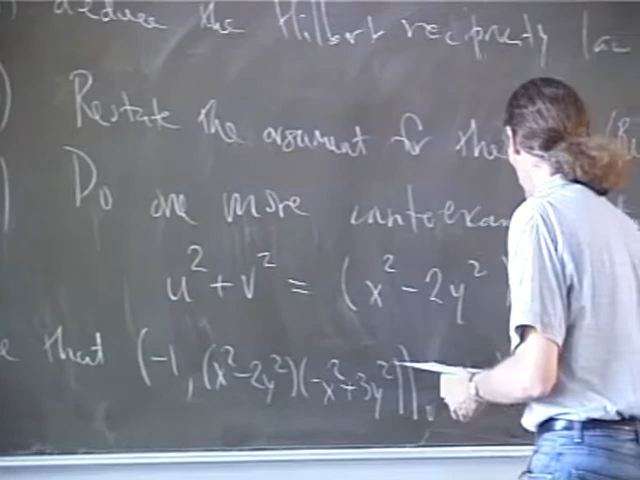 deduce the Hilbert reciprocity la
) Restate the argument for the (Re
) Do one more counterexam
u² + v² = (x² - 2y²)
e that (-1, (x²-2y²)(-x²+3y²))